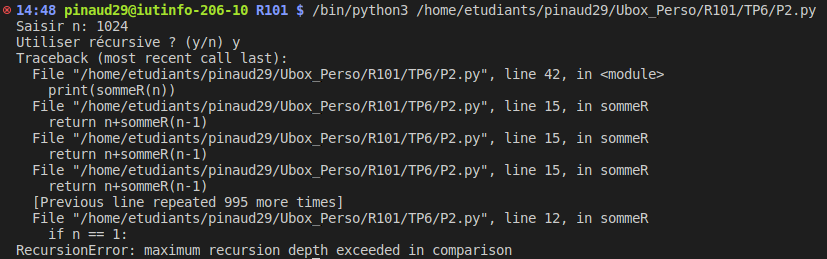 14:48 pinaud29@iutinfo-206-10 R101 $ /bin/python3 /home/etudiants/pinaud29/Ubox_Perso/R101/TP6/P2.py
Saisir n: 1024
Utiliser récursive ? (y/n) y
Traceback (most recent call last):
  File "/home/etudiants/pinaud29/Ubox_Perso/R101/TP6/P2.py", line 42, in <module>
    print(sommeR(n))
  File "/home/etudiants/pinaud29/Ubox_Perso/R101/TP6/P2.py", line 15, in sommeR
    return n+sommeR(n-1)
  File "/home/etudiants/pinaud29/Ubox_Perso/R101/TP6/P2.py", line 15, in sommeR
    return n+sommeR(n-1)
  File "/home/etudiants/pinaud29/Ubox_Perso/R101/TP6/P2.py", line 15, in sommeR
    return n+sommeR(n-1)
  [Previous line repeated 995 more times]
  File "/home/etudiants/pinaud29/Ubox_Perso/R101/TP6/P2.py", line 12, in sommeR
    if n == 1:
RecursionError: maximum recursion depth exceeded in comparison